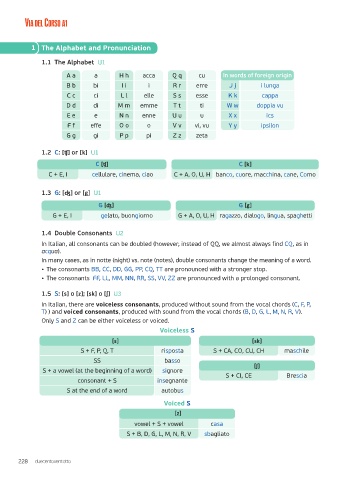 VIA DEL CORSO A1
1 The Alphabet and Pronunciation
1.1 The Alphabet U1
A a a H h acca Q q cu In words of foreign origin
B b bi I i i R r erre J j I lunga
C c ci L l elle S s esse K k cappa
D d di M m emme T t ti W w doppia vu
E e e N n enne U u u X x ics
F f effe O o o V v vi, vu Y y ipsilon
G g gi P p pi Z z zeta
1.2 C: [ʧ] or [k] U1
C [ʧ] C [k]
C + E, I cellulare, cinema, ciao C + A, O, U, H banco, cuore, macchina, cane, Como
1.3 G: [ʤ] or [g] U1
G [ʤ] G [g]
G + E, I gelato, buongiorno G + A, O, U, H ragazzo, dialogo, lingua, spaghetti
1.4 Double Consonants U2
In Italian, all consonants can be doubled (however, instead of QQ, we almost always find CQ, as in
acqua).
In many cases, as in notte (night) vs. note (notes), double consonants change the meaning of a word.
• The consonants BB, CC, DD, GG, PP, CQ, TT are pronounced with a stronger stop.
• The consonants FF, LL, MM, NN, RR, SS, VV, ZZ are pronounced with a prolonged consonant.
1.5 S: [s] o [z]; [sk] o [ʃ] U3
In Italian, there are voiceless consonants, produced without sound from the vocal chords (C, F, P,
T) ) and voiced consonants, produced with sound from the vocal chords (B, D, G, L, M, N, R, V).
Only S and Z can be either voiceless or voiced.
Voiceless S
[s] [sk]
S + F, P, Q, T risposta S + CA, CO, CU, CH maschile
SS basso
S + a vowel (at the beginning of a word) signore [ʃ]
consonant + S insegnante S + CI, CE Brescia
S at the end of a word autobus
Voiced S
[z]
vowel + S + vowel casa
S + B, D, G, L, M, N, R, V sbagliato
228 duecentoventotto